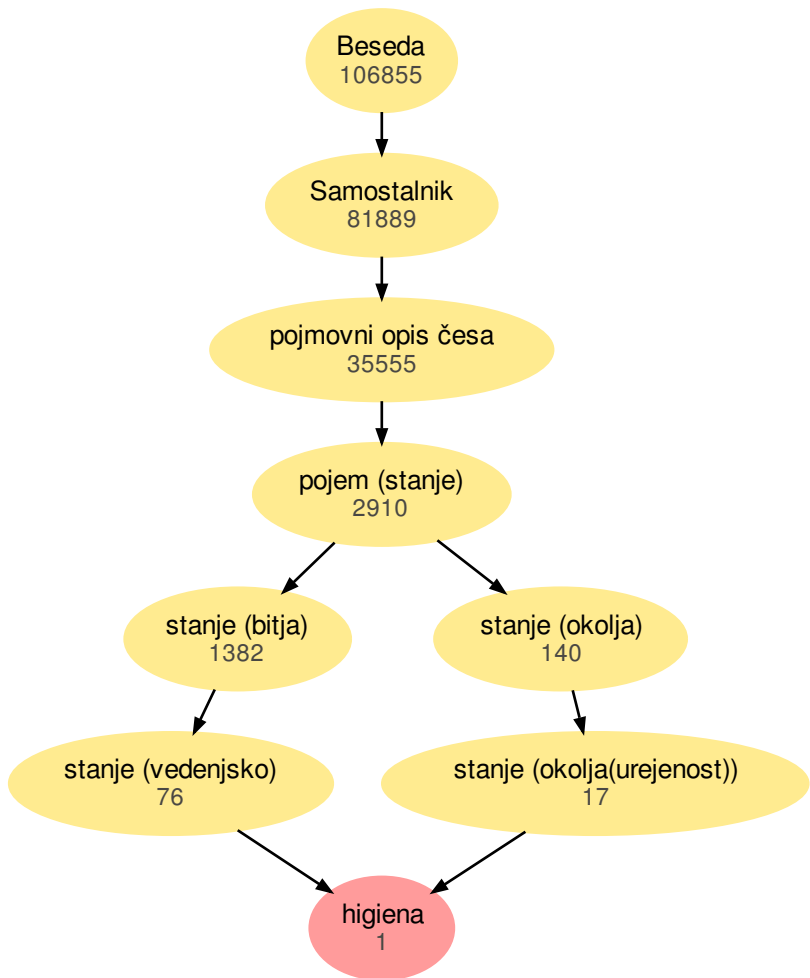 Beseda
106855
Samostalnik
81889
pojmovni opis česa
35555
pojem (stanje)
2910
stanje (bitja)
1382
stanje (okolja)
140
stanje (vedenjsko)
76
stanje (okolja(urejenost))
17
higiena
1